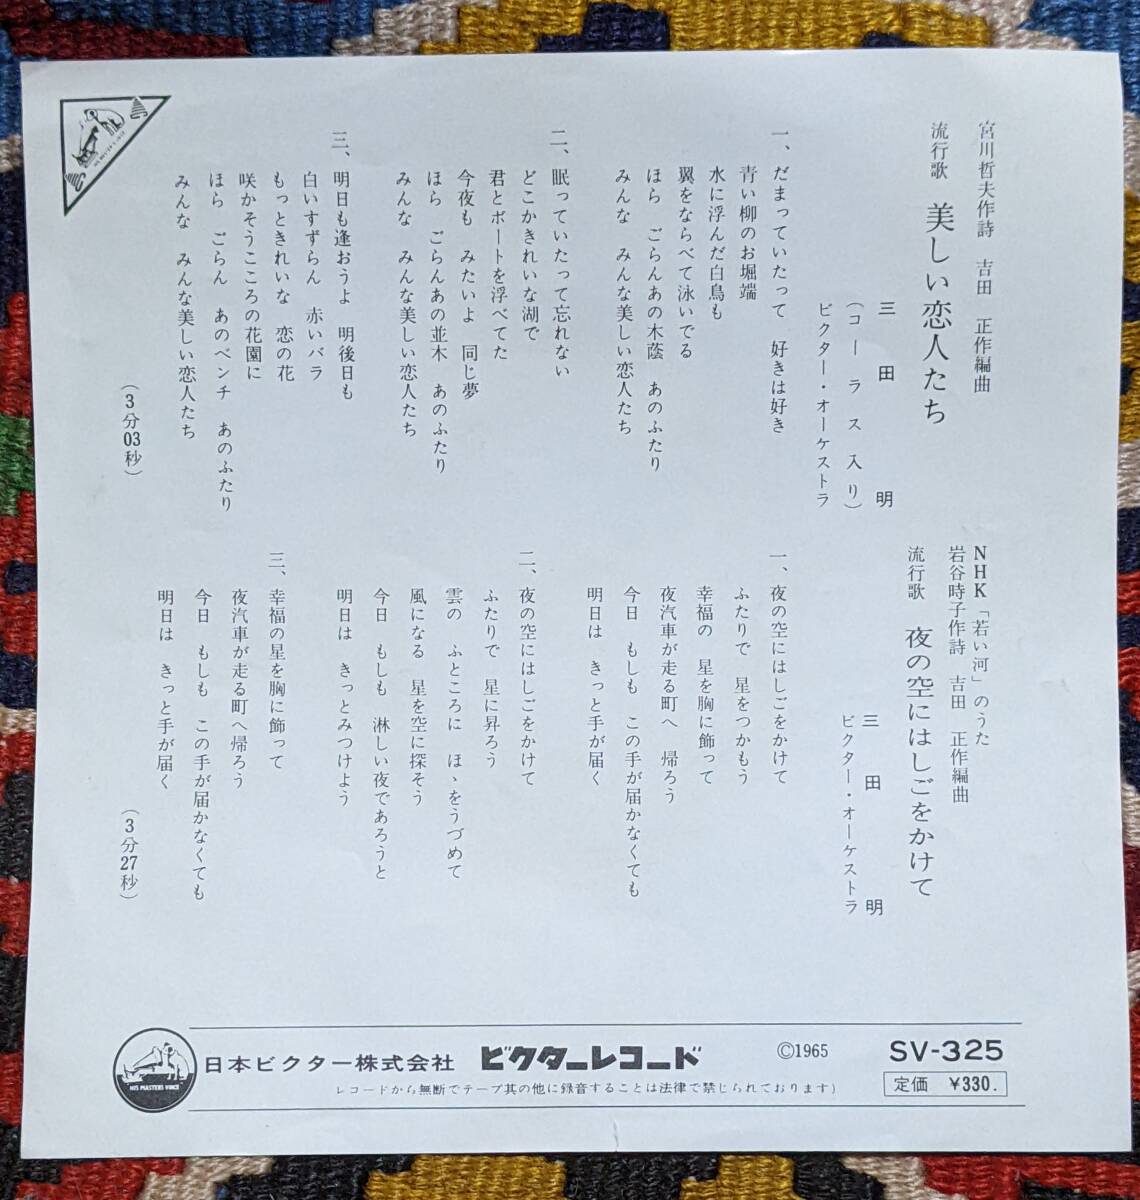 宮川哲夫作詩　吉田　正作編曲
流行歌　美しい恋人たち
三田　明
（コーラス入り）
ビクター・オーケストラ
一、だまっていたって　好きは好き
青い柳のお堀端
水に浮んだ白鳥も
翼をならべて泳いでる
ほら　ごらんあの木蔭　あのふたり
みんな　みんな美しい恋人たち
二、眠っていたって忘れない
どこかきれいな湖で
君とボートを浮べてた
今夜も　みたいよ　同じ夢
ほら　ごらんあの並木　あのふたり
みんな　みんな美しい恋人たち
三、明日も逢おうよ　明後日も
白いすずらん　赤いバラ
もっときれいな　恋の花
咲かそうこころの花園に
ほら　ごらん　あのベンチ　あのふたり
みんな　みんな美しい恋人たち
（3分03秒）
NHK「若い河」のうた
岩谷時子作詩　吉田　正作編曲
流行歌　夜の空にはしごをかけて
三田　明
ビクター・オーケストラ
一、夜の空にはしごをかけて
ふたりで　星をつかもう
幸福の　星を胸に飾って
夜汽車が走る町へ　帰ろう
今日　もしも　この手が届かなくても
明日は　きっと手が届く
二、夜の空にはしごをかけて
ふたりで　星に昇ろう
雲の　ふところに　ほゝをうづめて
風になる　星を空に探そう
今日　もしも　淋しい夜であろうと
明日は　きっとみつけよう
三、幸福の星を胸に飾って
夜汽車が走る町へ帰ろう
今日　もしも　この手が届かなくても
明日は　きっと手が届く
（3分27秒）
HIS MASTERS VOICE
日本ビクター株式会社　ビクターレコード　©1965　SV-325
レコードから無断でテープ其の他に録音することは法律で禁じられております）
定価　￥330.